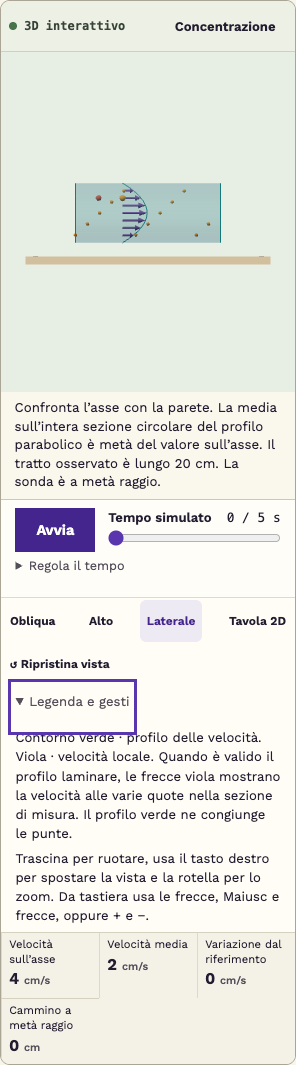 3D interattivo Concentrazione
Confronta l'asse con la parete. La media
sull'intera sezione circolare del profilo
parabolico è metà del valore sull'asse. Il
tratto osservato è lungo 20 cm. La
sonda è a metà raggio.
Avvia Tempo simulato 0 / 5 s
▶ Regola il tempo
Obliqua Alto Laterale Tavola 2D
↺ Ripristina vista
▼ Legenda e gesti
Contorno verde · profilo delle velocità.
Viola · velocità locale. Quando è valido il
profilo laminare, le frecce viola mostrano
la velocità alle varie quote nella sezione
di misura. Il profilo verde ne congiunge
le punte.
Trascina per ruotare, usa il tasto destro
per spostare la vista e la rotella per lo
zoom. Da tastiera usa le frecce, Maiusc e
frecce, oppure + e −.
Velocità
sull'asse
4 cm/s
Velocità media
2 cm/s
Variazione dal
riferimento
0 cm/s
Cammino a
metà raggio
0 cm